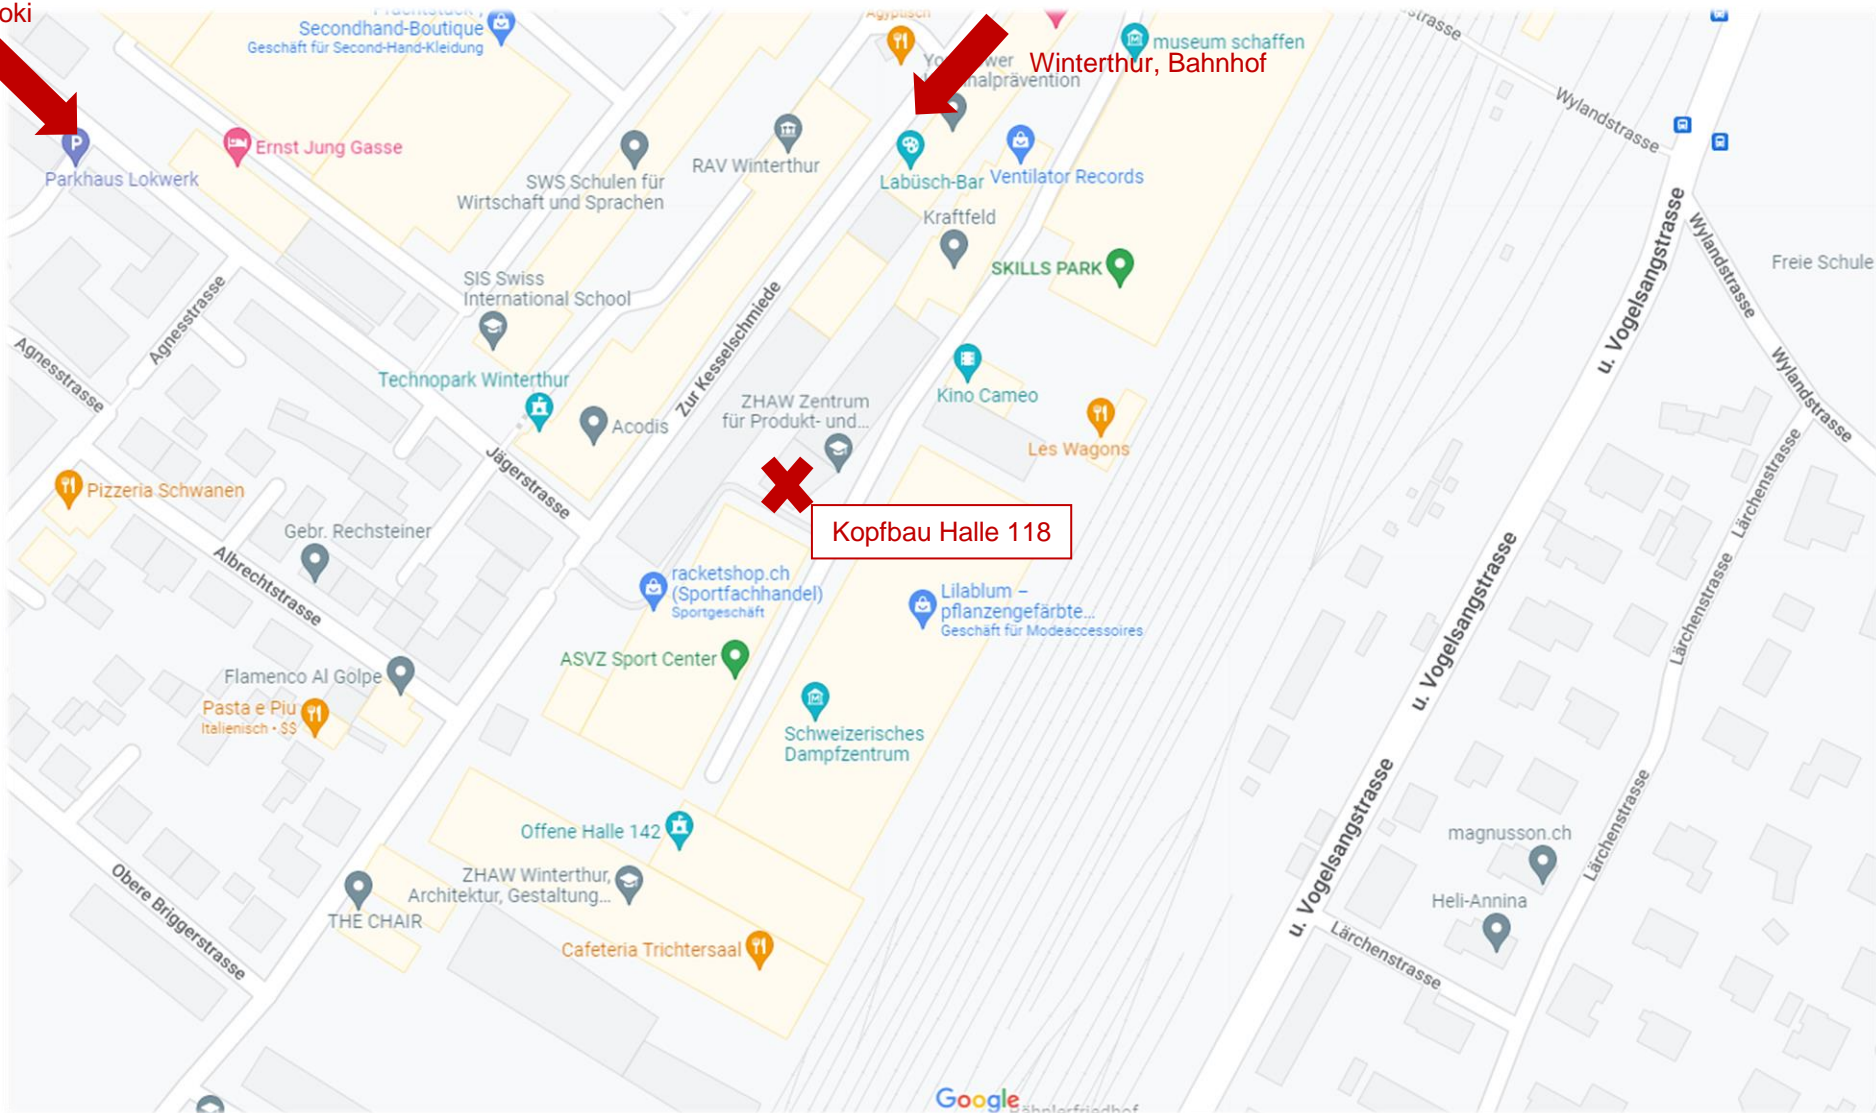 oki
Secondhand-Boutique
Geschäft für Second-Hand-Kleidung
Ägyptisch
museum schaffen
Winterthur, Bahnhof
Wylandstrasse
Ernst Jung Gasse
Parkhaus Lokwerk
SWS Schulen für
Wirtschaft und Sprachen
RAV Winterthur
Labüsch-Bar
Ventilator Records
Kraftfeld
SKILLS PARK
Wylandstrasse
Freie Schule
u. Vogelsangstrasse
SIS Swiss
International School
Agnesstrasse
Agnesstrasse
Zur Kesselschmiede
Technopark Winterthur
Acodis
ZHAW Zentrum
für Produkt- und...
Kino Cameo
Les Wagons
Wylandstrasse
Jägerstrasse
Pizzeria Schwanen
Gebr. Rechsteiner
Albrechtstrasse
Kopfbau Halle 118
Lärchenstrasse
u. Vogelsangstrasse
Lärchenstrasse
racketshop.ch
(Sportfachhandel)
Sportgeschäft
Lilablum –
pflanzengefärbte...
Geschäft für Modeaccessoires
ASVZ Sport Center
Flamenco Al Golpe
Pasta e Piu
Italienisch • $$
Schweizerisches
Dampfzentrum
u. Vogelsangstrasse
Lärchenstrasse
Offene Halle 142
magnusson.ch
ZHAW Winterthur,
Architektur, Gestaltung...
THE CHAIR
Heli-Annina
Obere Briggerstrasse
Cafeteria Trichtersaal
Lärchenstrasse
Google